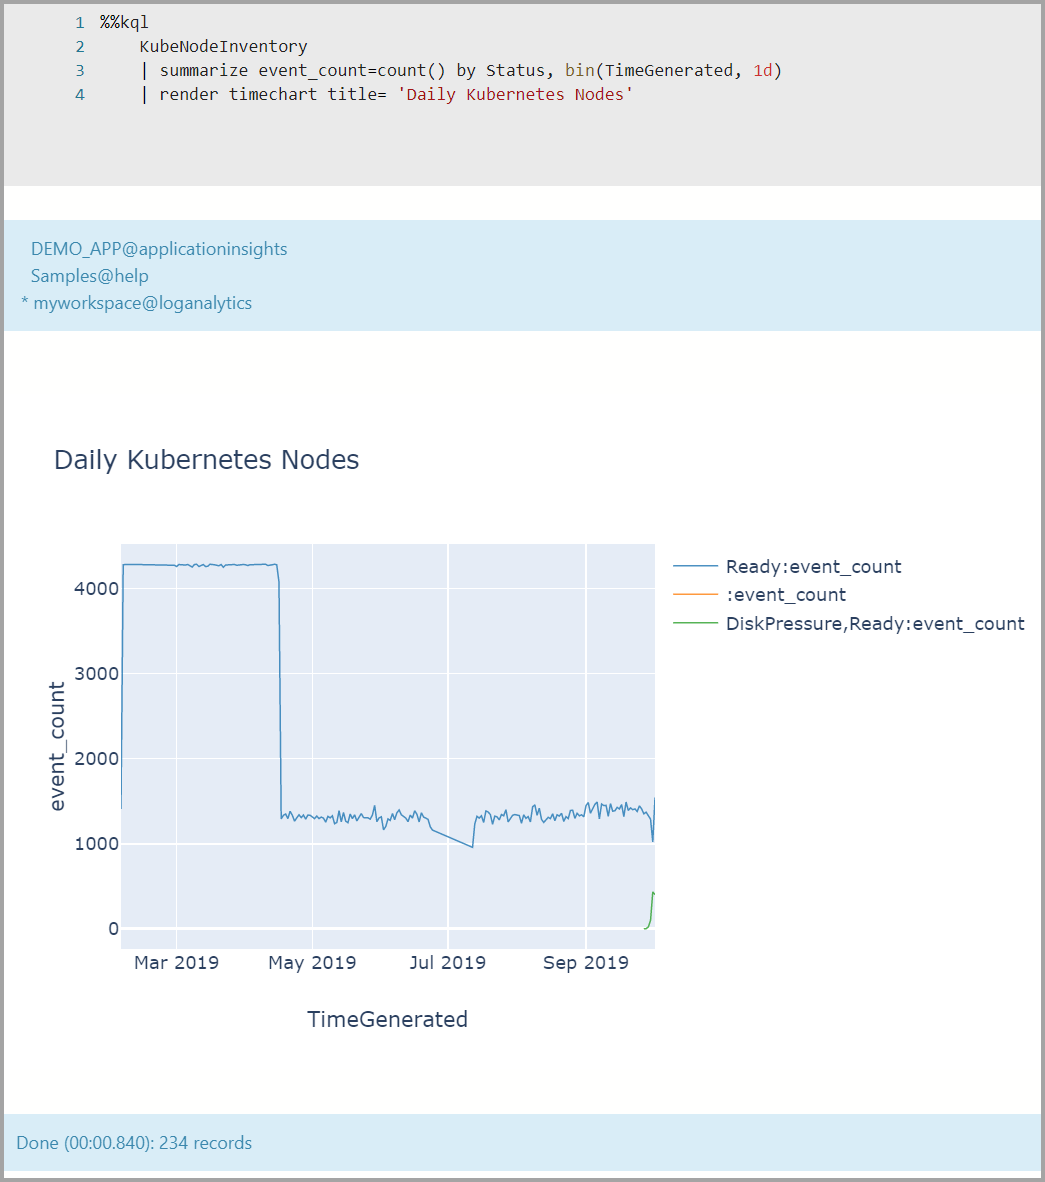 1 %%kql
2 KubeNodeInventory
3 | summarize event_count=count() by Status, bin(TimeGenerated, 1d)
4 | render timechart title= 'Daily Kubernetes Nodes'
DEMO_APP@applicationinsights
Samples@help
* myworkspace@loganalytics
Daily Kubernetes Nodes
Ready:event_count
:event_count
DiskPressure,Ready:event_count
4000
3000
2000
1000
0
event_count
Mar 2019 May 2019 Jul 2019 Sep 2019
TimeGenerated
Done (00:00.840): 234 records